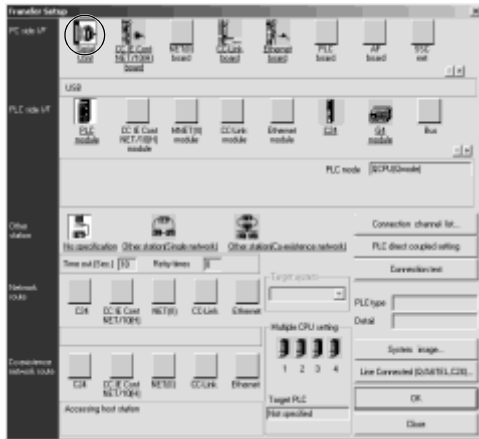 Transfer Setup
PC side I/F
Serial USB
CC IE Cont NET/10(H) board
NET(II) board
CC-Link board
Ethernet board
PLC board
AF board
SSC net
USB
PLC side I/F
PLC module
CC IE Cont NET/10(H) module
MNET(II) module
CC-Link module
Ethernet module
C24
G4 module
Bus
PLC mode
QCPU(Qmode)
Other station
No specification
Other station(Single network)
Other station(Co-existence network)
Time out (Sec.)
10
Retry times
0
Target system
Network route
C24
CC IE Cont NET/10(H)
NET(II)
CC-Link
Ethernet
Multiple CPU setting
1 2 3 4
Target PLC
Not specified
Co-existence network route
C24
CC IE Cont NET/10(H)
NET(II)
CC-Link
Ethernet
Accessing host station
Connection channel list...
PLC direct coupled setting
Connection test
PLC type
Detail
System image...
Line Connected (Q/A6TEL,C24)...
OK
Close